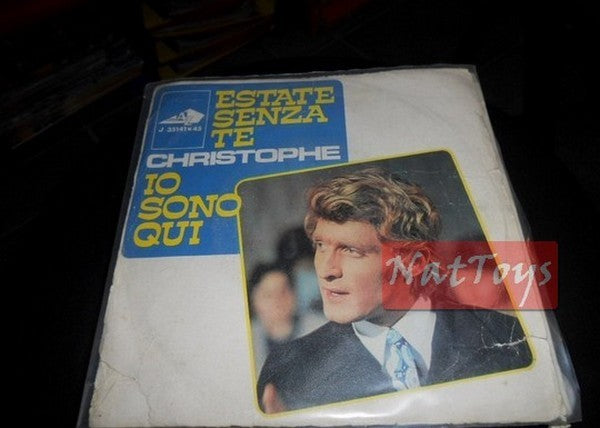 ESTATE
SENZA
TE
J 35141×45
CHRISTOPHE
IO
SONO
QUI
NatToys